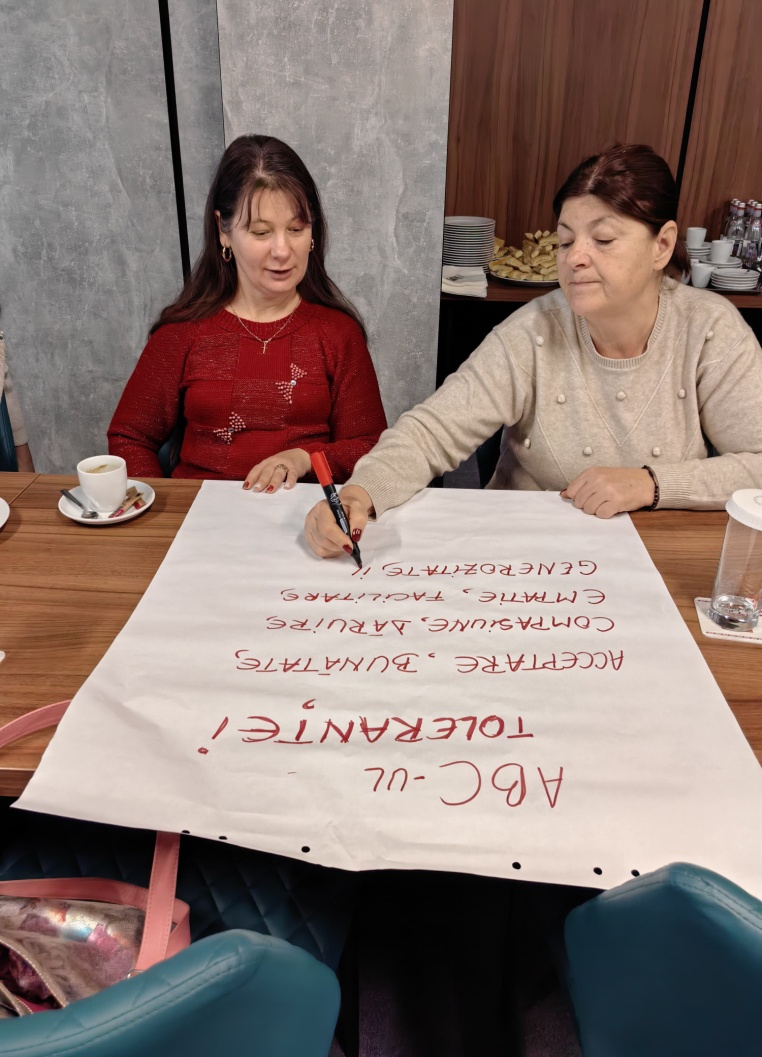 ABC-UL
TOLERANȚEI
ACCEPTARE, BUNĂTATE,
COMPASIUNE, DĂRUIRE,
EMPATIE, FACILITARE,
GENEROZITATE,